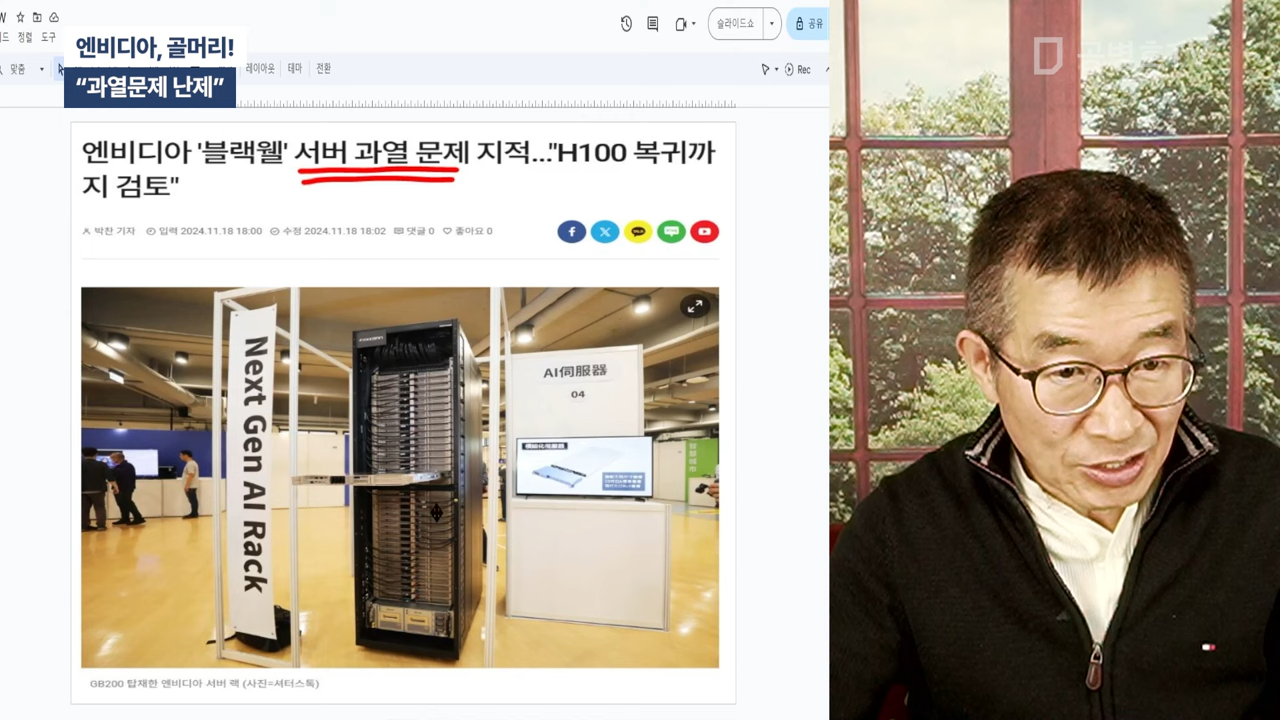 정렬 도구
슬라이드쇼
공유
엔비디아, 골머리!
“과열문제 난제”
맞춤
레이아웃 테마 전환
Rec
엔비디아 '블랙웰' 서버 과열 문제 지적..."H100 복귀까
지 검토"
박찬 기자 입력 2024.11.18 18:00 수정 2024.11.18 18:02 댓글 0 좋아요 0
Next Gen AI Rack
FOXCONN
AI伺服器
04
GB200 탑재한 엔비디아 서버 랙 (사진=셔터스톡)